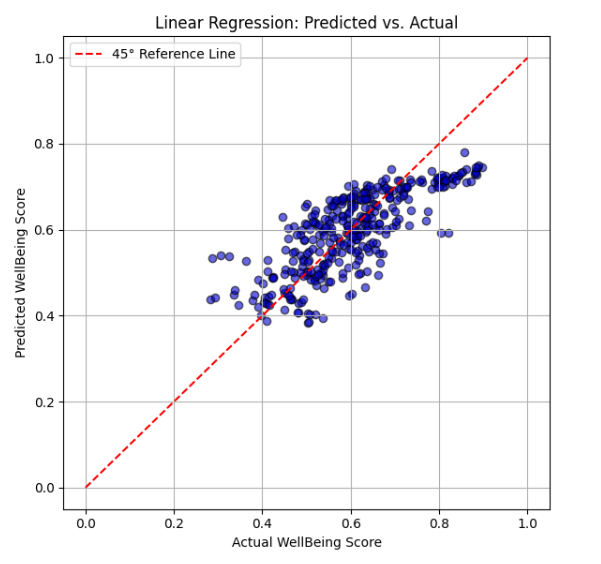 Linear Regression: Predicted vs. Actual
45° Reference Line
Predicted WellBeing Score
1.0
0.8
0.6
0.4
0.2
0.0
0.0 0.2 0.4 0.6 0.8 1.0
Actual WellBeing Score